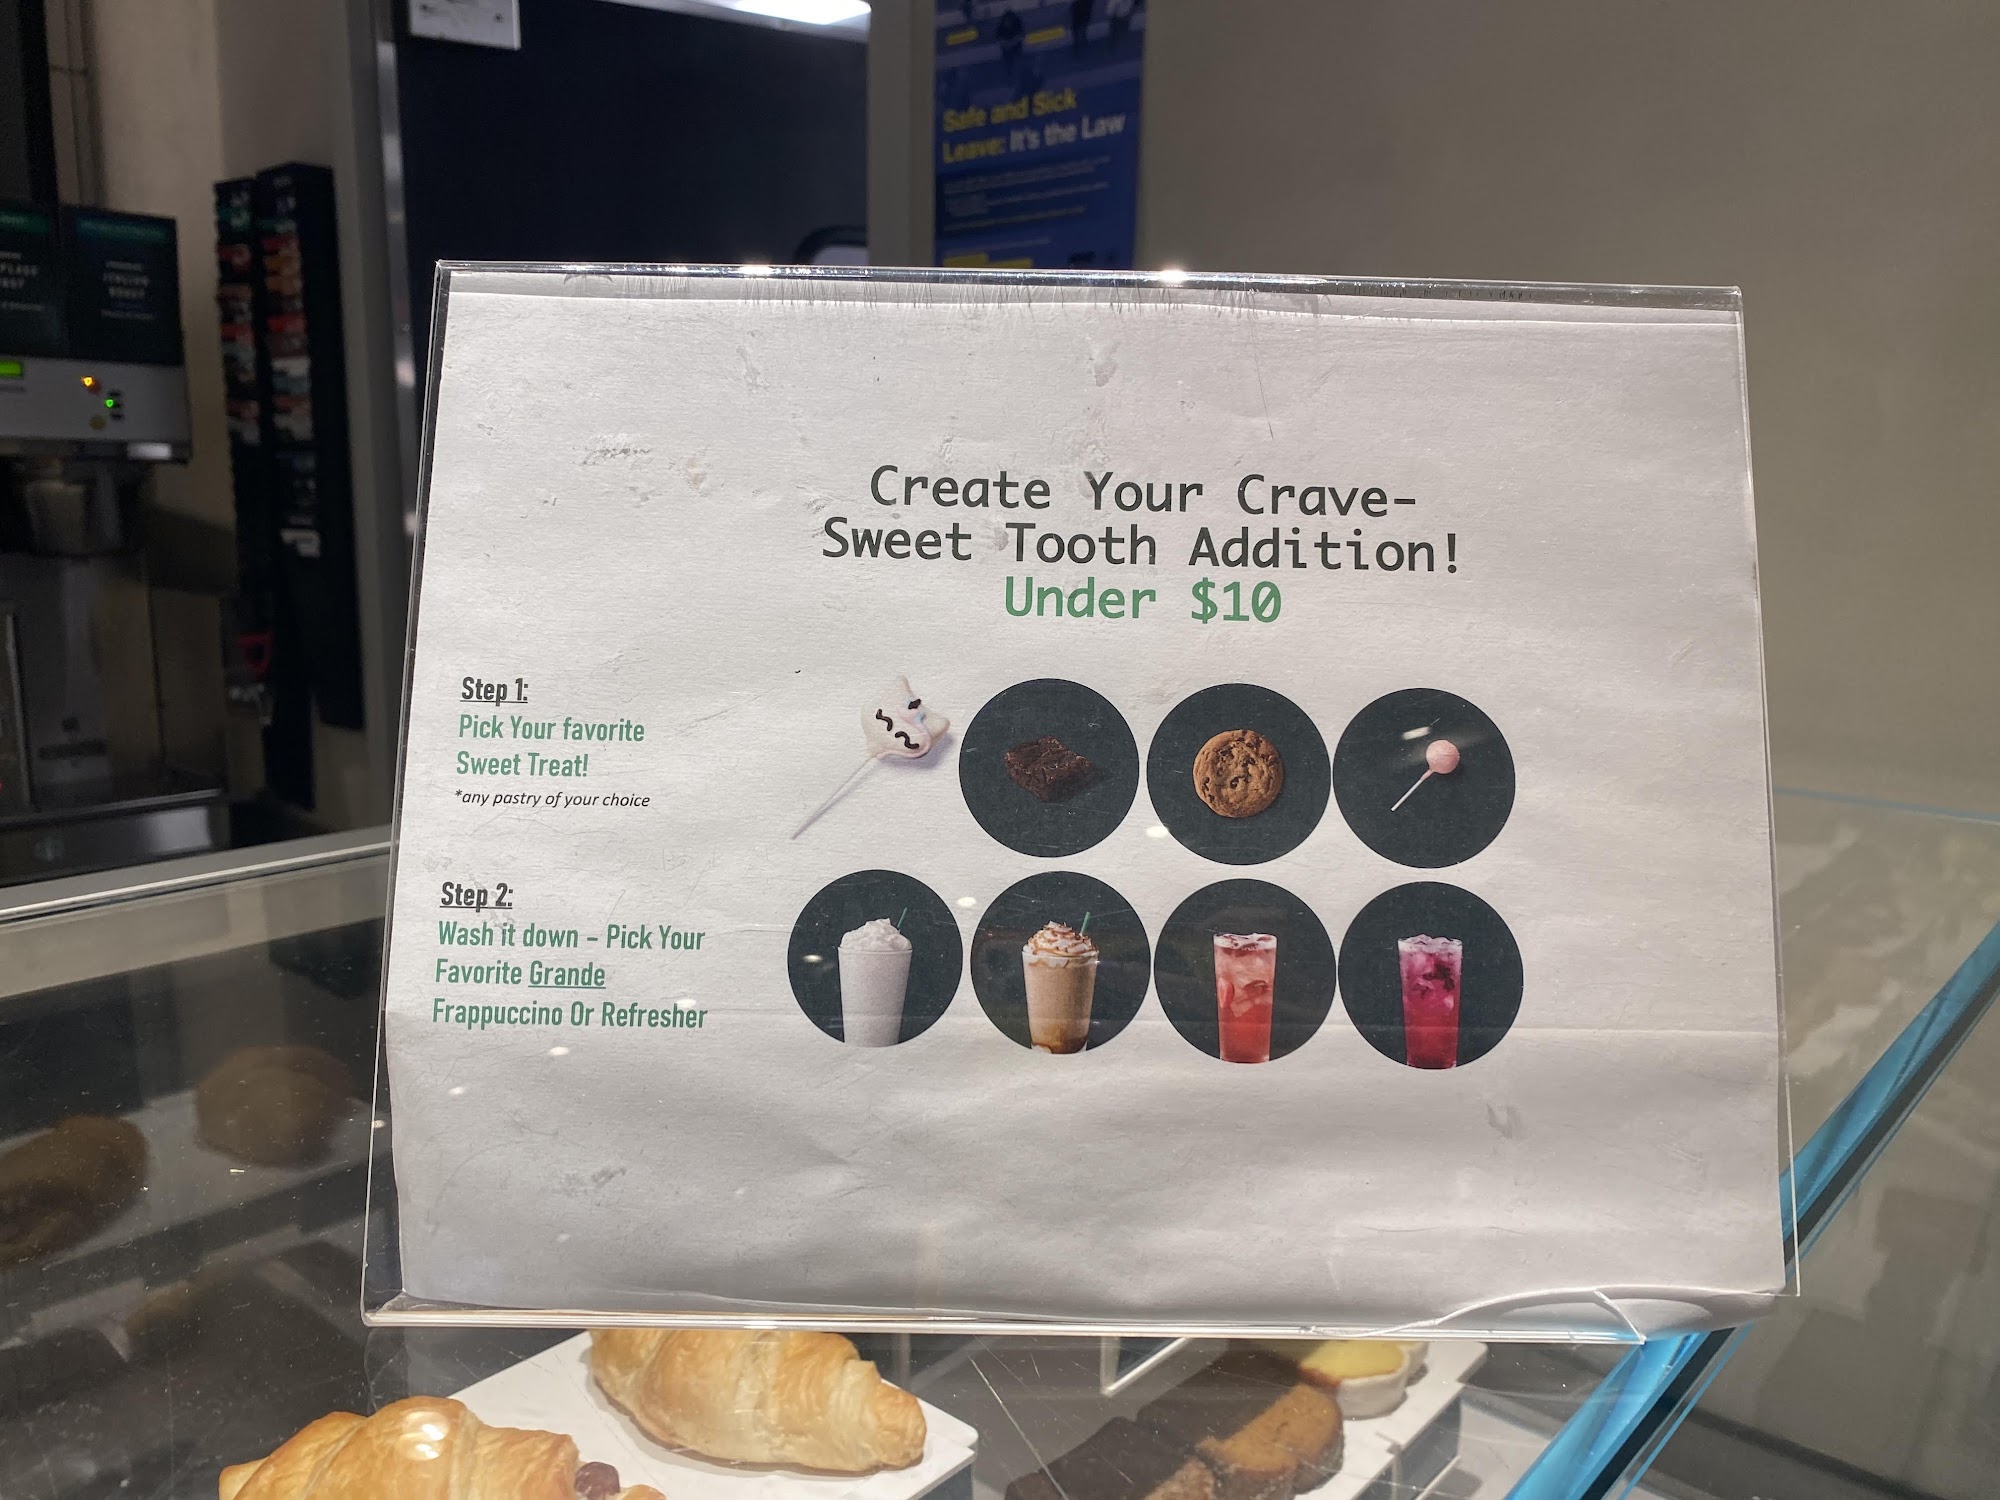 Safe and Sick
Leave: It's the Law
Create Your Crave-
Sweet Tooth Addition!
Under $10
Step 1:
Pick Your favorite
Sweet Treat!
*any pastry of your choice
Step 2:
Wash it down – Pick Your
Favorite Grande
Frappuccino Or Refresher